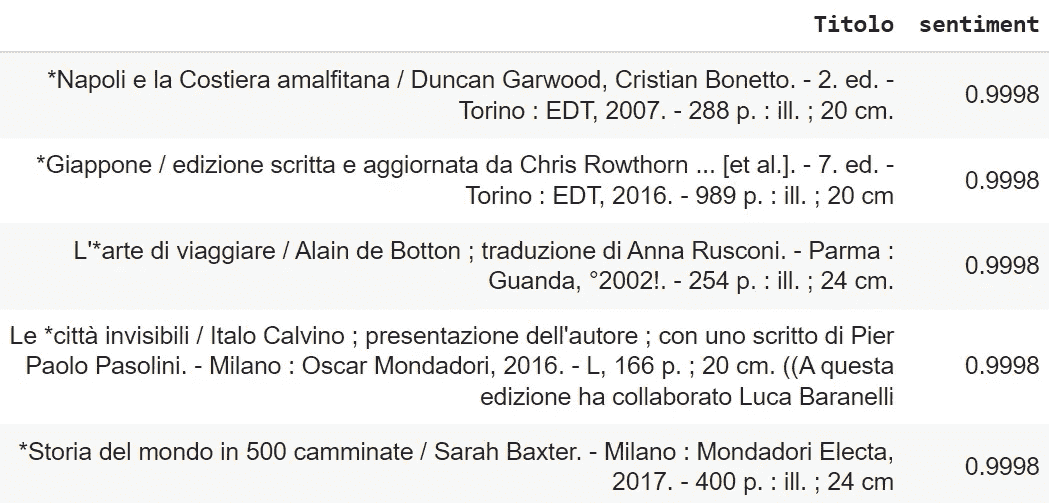 Titolo sentiment
*Napoli e la Costiera amalfitana / Duncan Garwood, Cristian Bonetto. - 2. ed. -
Torino : EDT, 2007. - 288 p. : ill. ; 20 cm.
0.9998
*Giappone / edizione scritta e aggiornata da Chris Rowthorn ... [et al.]. - 7. ed. -
Torino : EDT, 2016. - 989 p. : ill. ; 20 cm
0.9998
L'*arte di viaggiare / Alain de Botton ; traduzione di Anna Rusconi. - Parma :
Guanda, °2002!. - 254 p. : ill. ; 24 cm.
0.9998
Le *città invisibili / Italo Calvino ; presentazione dell'autore ; con uno scritto di Pier
Paolo Pasolini. - Milano : Oscar Mondadori, 2016. - L, 166 p. ; 20 cm. ((A questa
edizione ha collaborato Luca Baranelli
0.9998
*Storia del mondo in 500 camminate / Sarah Baxter. - Milano : Mondadori Electa,
2017. - 400 p. : ill. ; 24 cm
0.9998